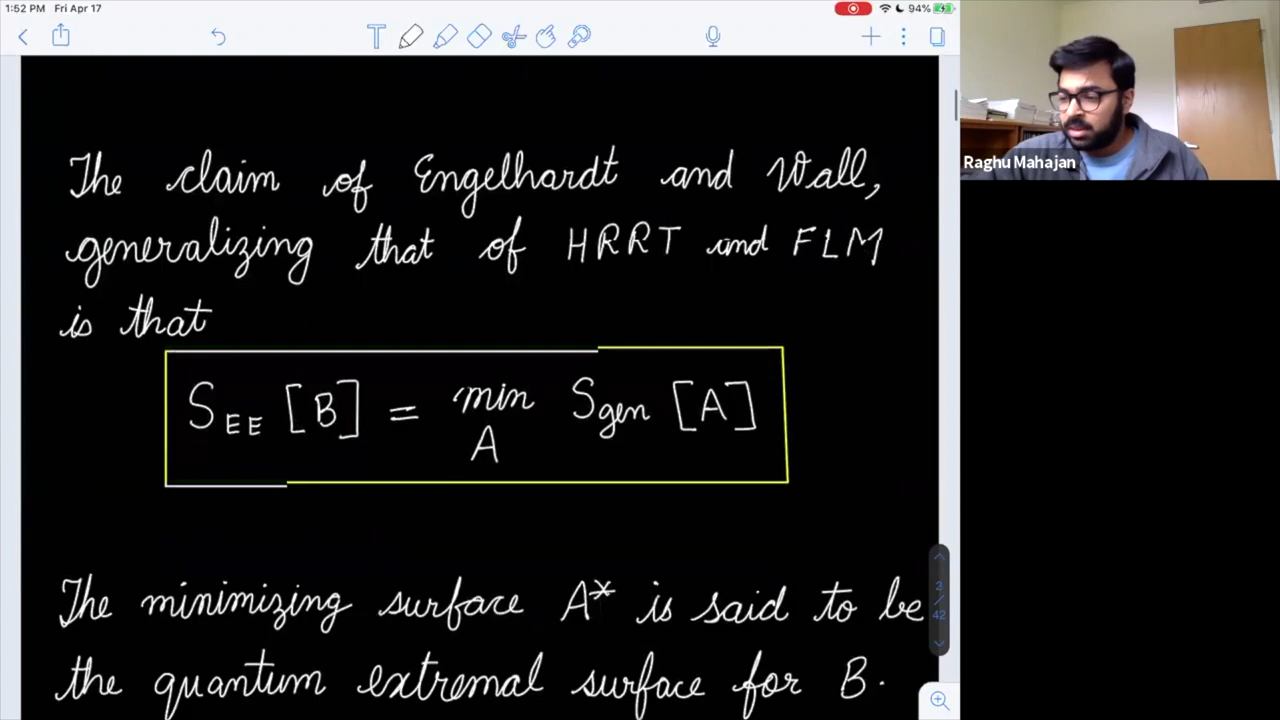 1:52 PM Fri Apr 17
94%
The claim of Engelhardt and Wall,
generalizing that of HRRT and FLM
is that
S_EE [B] = min_A S_gen [A]
The minimizing surface A* is said to be
the quantum extremal surface for B.
2
/
42
Raghu Mahajan